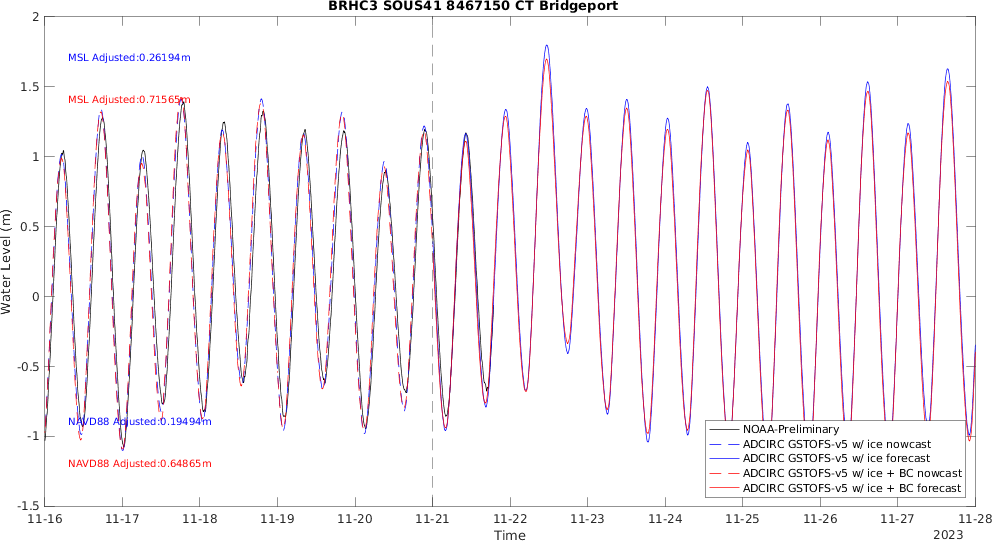 BRHC3 SOUS41 8467150 CT Bridgeport
2
1.5
1
0.5
0
-0.5
-1
-1.5
Water Level (m)
MSL Adjusted:0.26194m
MSL Adjusted:0.71565m
NAVD88 Adjusted:0.19494m
NAVD88 Adjusted:0.64865m
NOAA-Preliminary
ADCIRC GSTOFS-v5 w/ ice nowcast
ADCIRC GSTOFS-v5 w/ ice forecast
ADCIRC GSTOFS-v5 w/ ice + BC nowcast
ADCIRC GSTOFS-v5 w/ ice + BC forecast
11-16 11-17 11-18 11-19 11-20 11-21 11-22 11-23 11-24 11-25 11-26 11-27 11-28
Time
2023